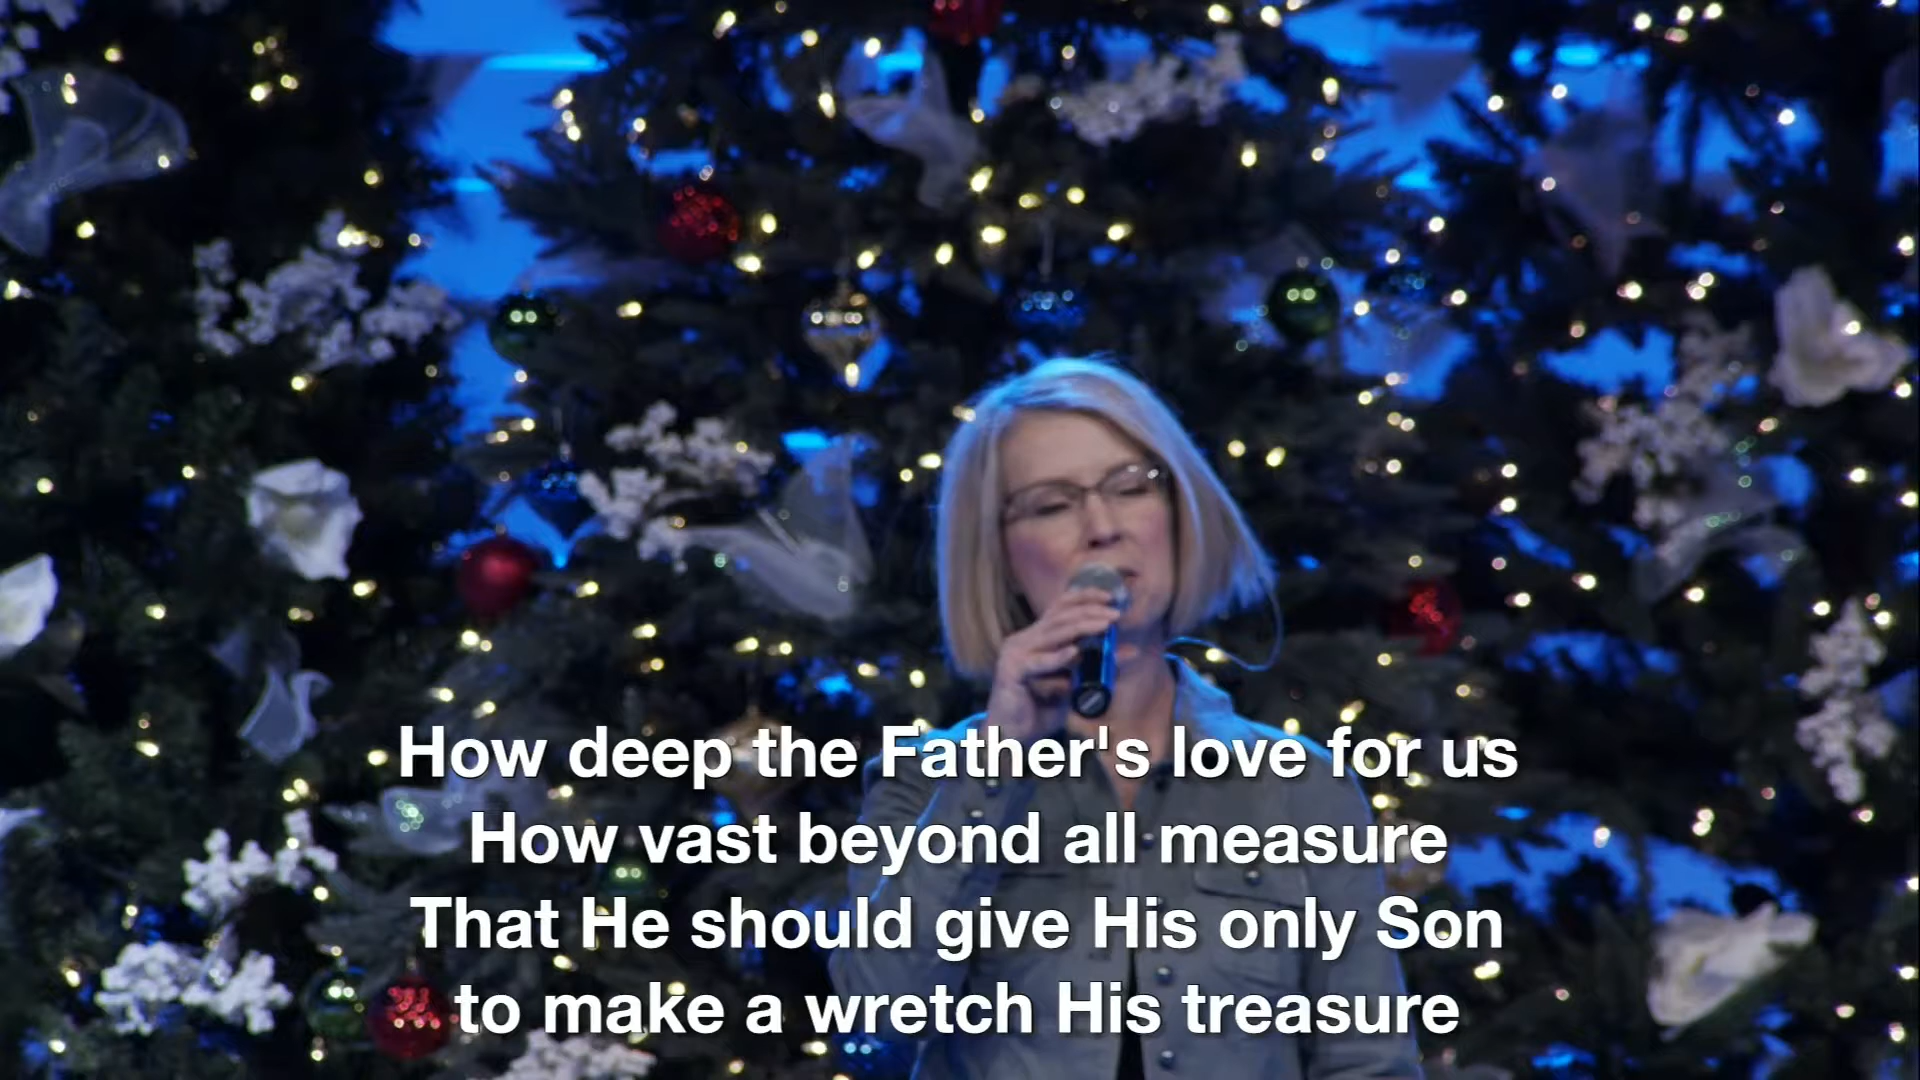 How deep the Father's love for us
How vast beyond all measure
That He should give His only Son
to make a wretch His treasure